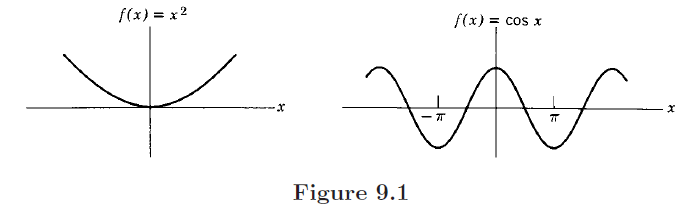 f(x) = x²
f(x) = cos x
x
−π
π
x
Figure 9.1